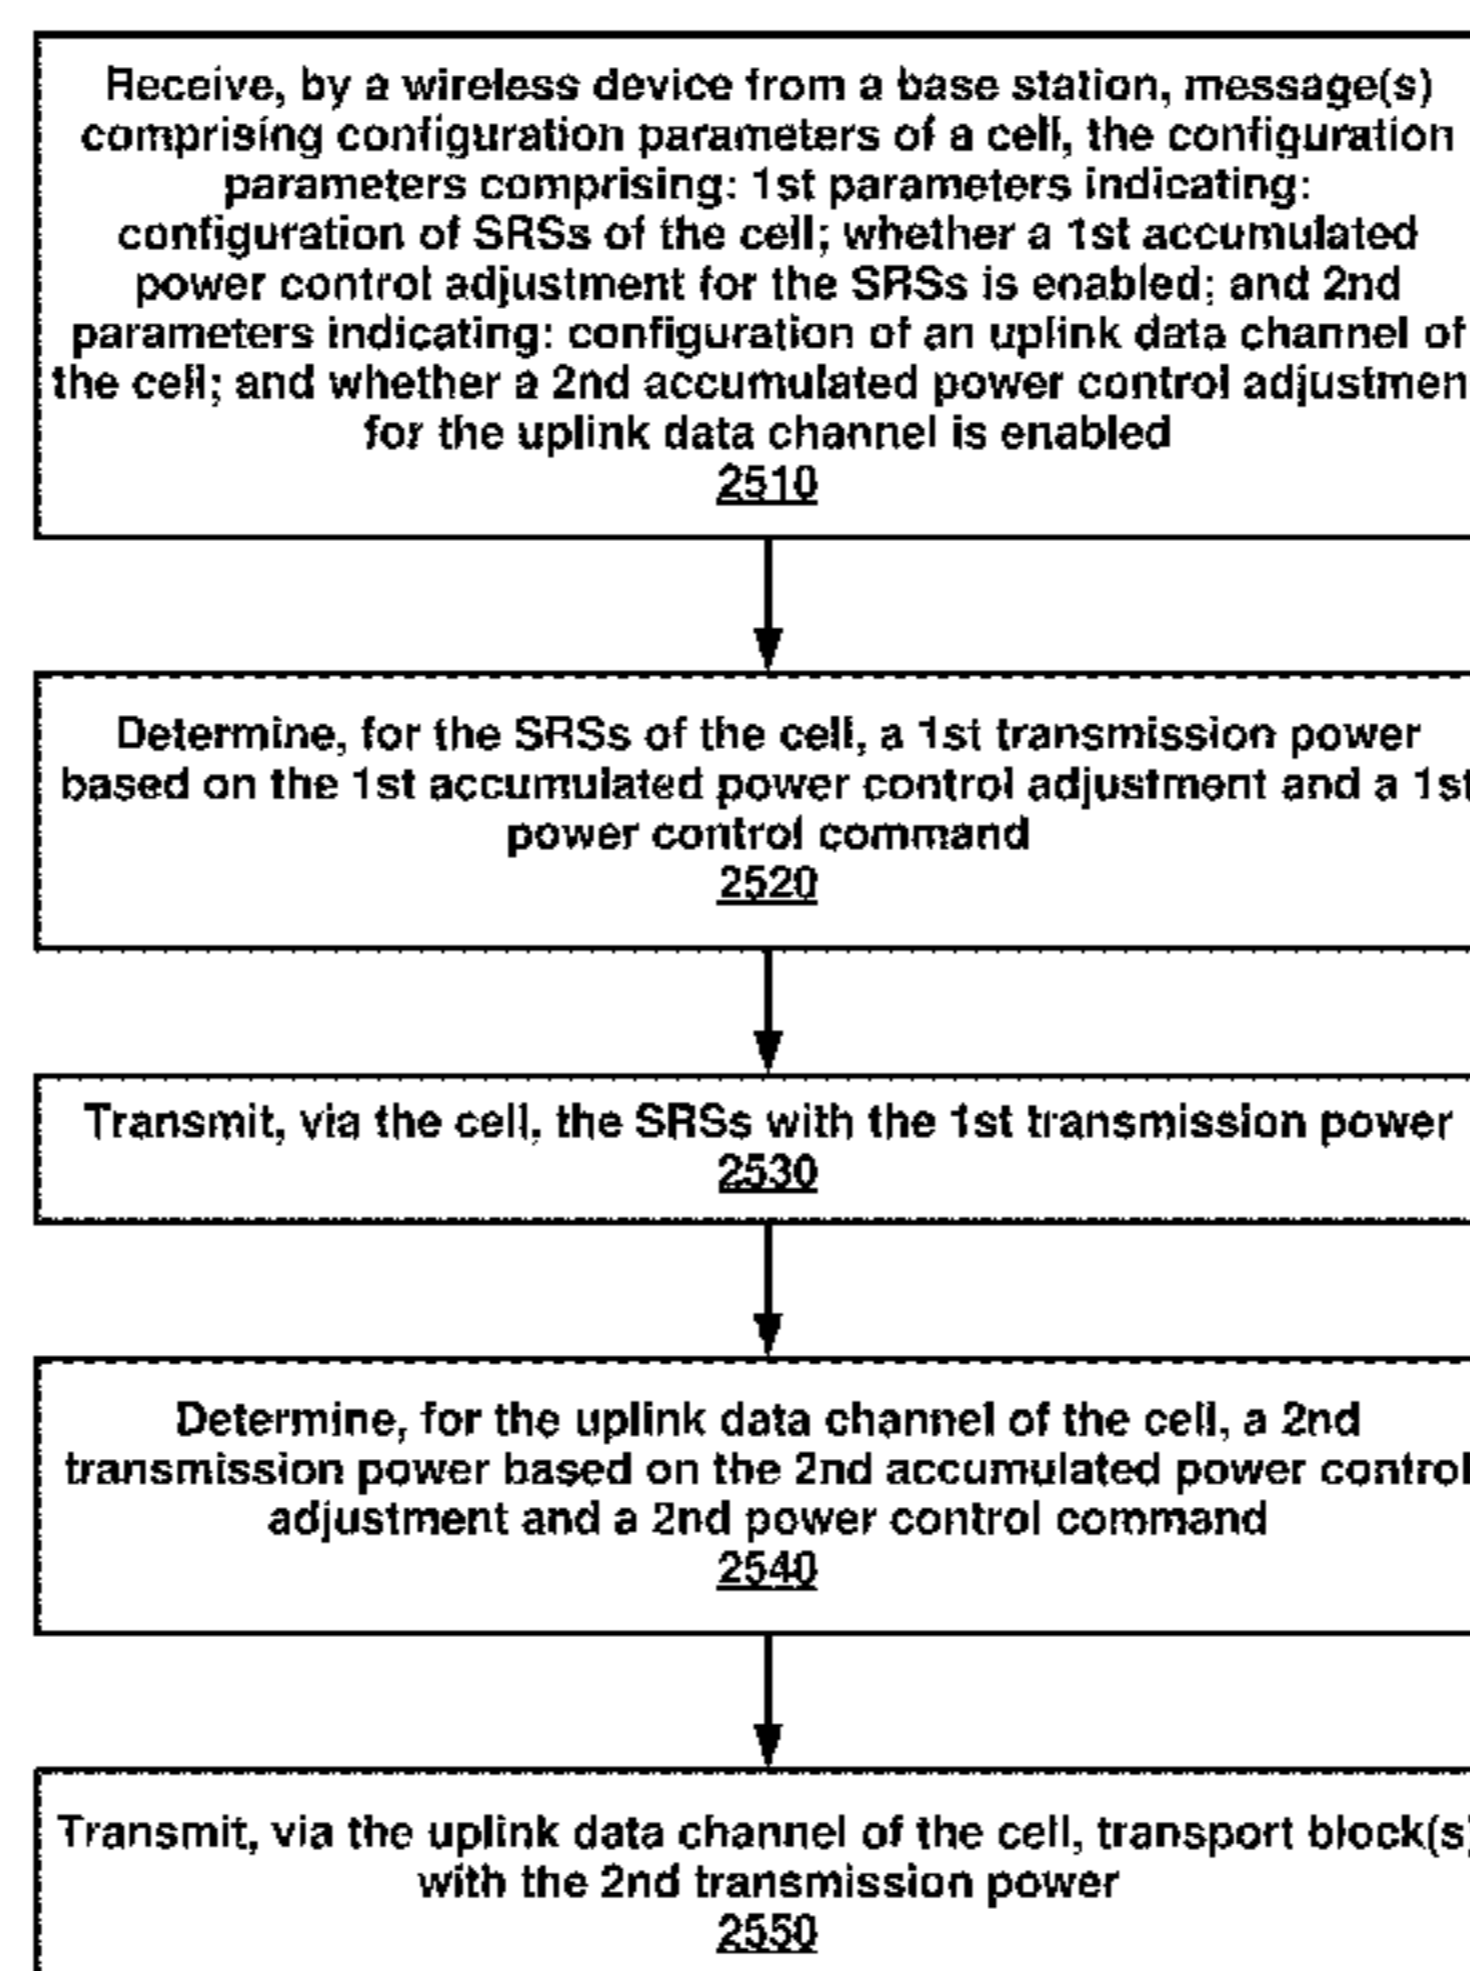 Receive, by a wireless device from a base station, message(s)
comprising configuration parameters of a cell, the configuration
parameters comprising: 1st parameters indicating:
configuration of SRSs of the cell; whether a 1st accumulated
power control adjustment for the SRSs is enabled; and 2nd
parameters indicating: configuration of an uplink data channel of
the cell; and whether a 2nd accumulated power control adjustmen
for the uplink data channel is enabled
2510
Determine, for the SRSs of the cell, a 1st transmission power
based on the 1st accumulated power control adjustment and a 1st
power control command
2520
Transmit, via the cell, the SRSs with the 1st transmission power
2530
Determine, for the uplink data channel of the cell, a 2nd
transmission power based on the 2nd accumulated power control
adjustment and a 2nd power control command
2540
Transmit, via the uplink data channel of the cell, transport block(s)
with the 2nd transmission power
2550